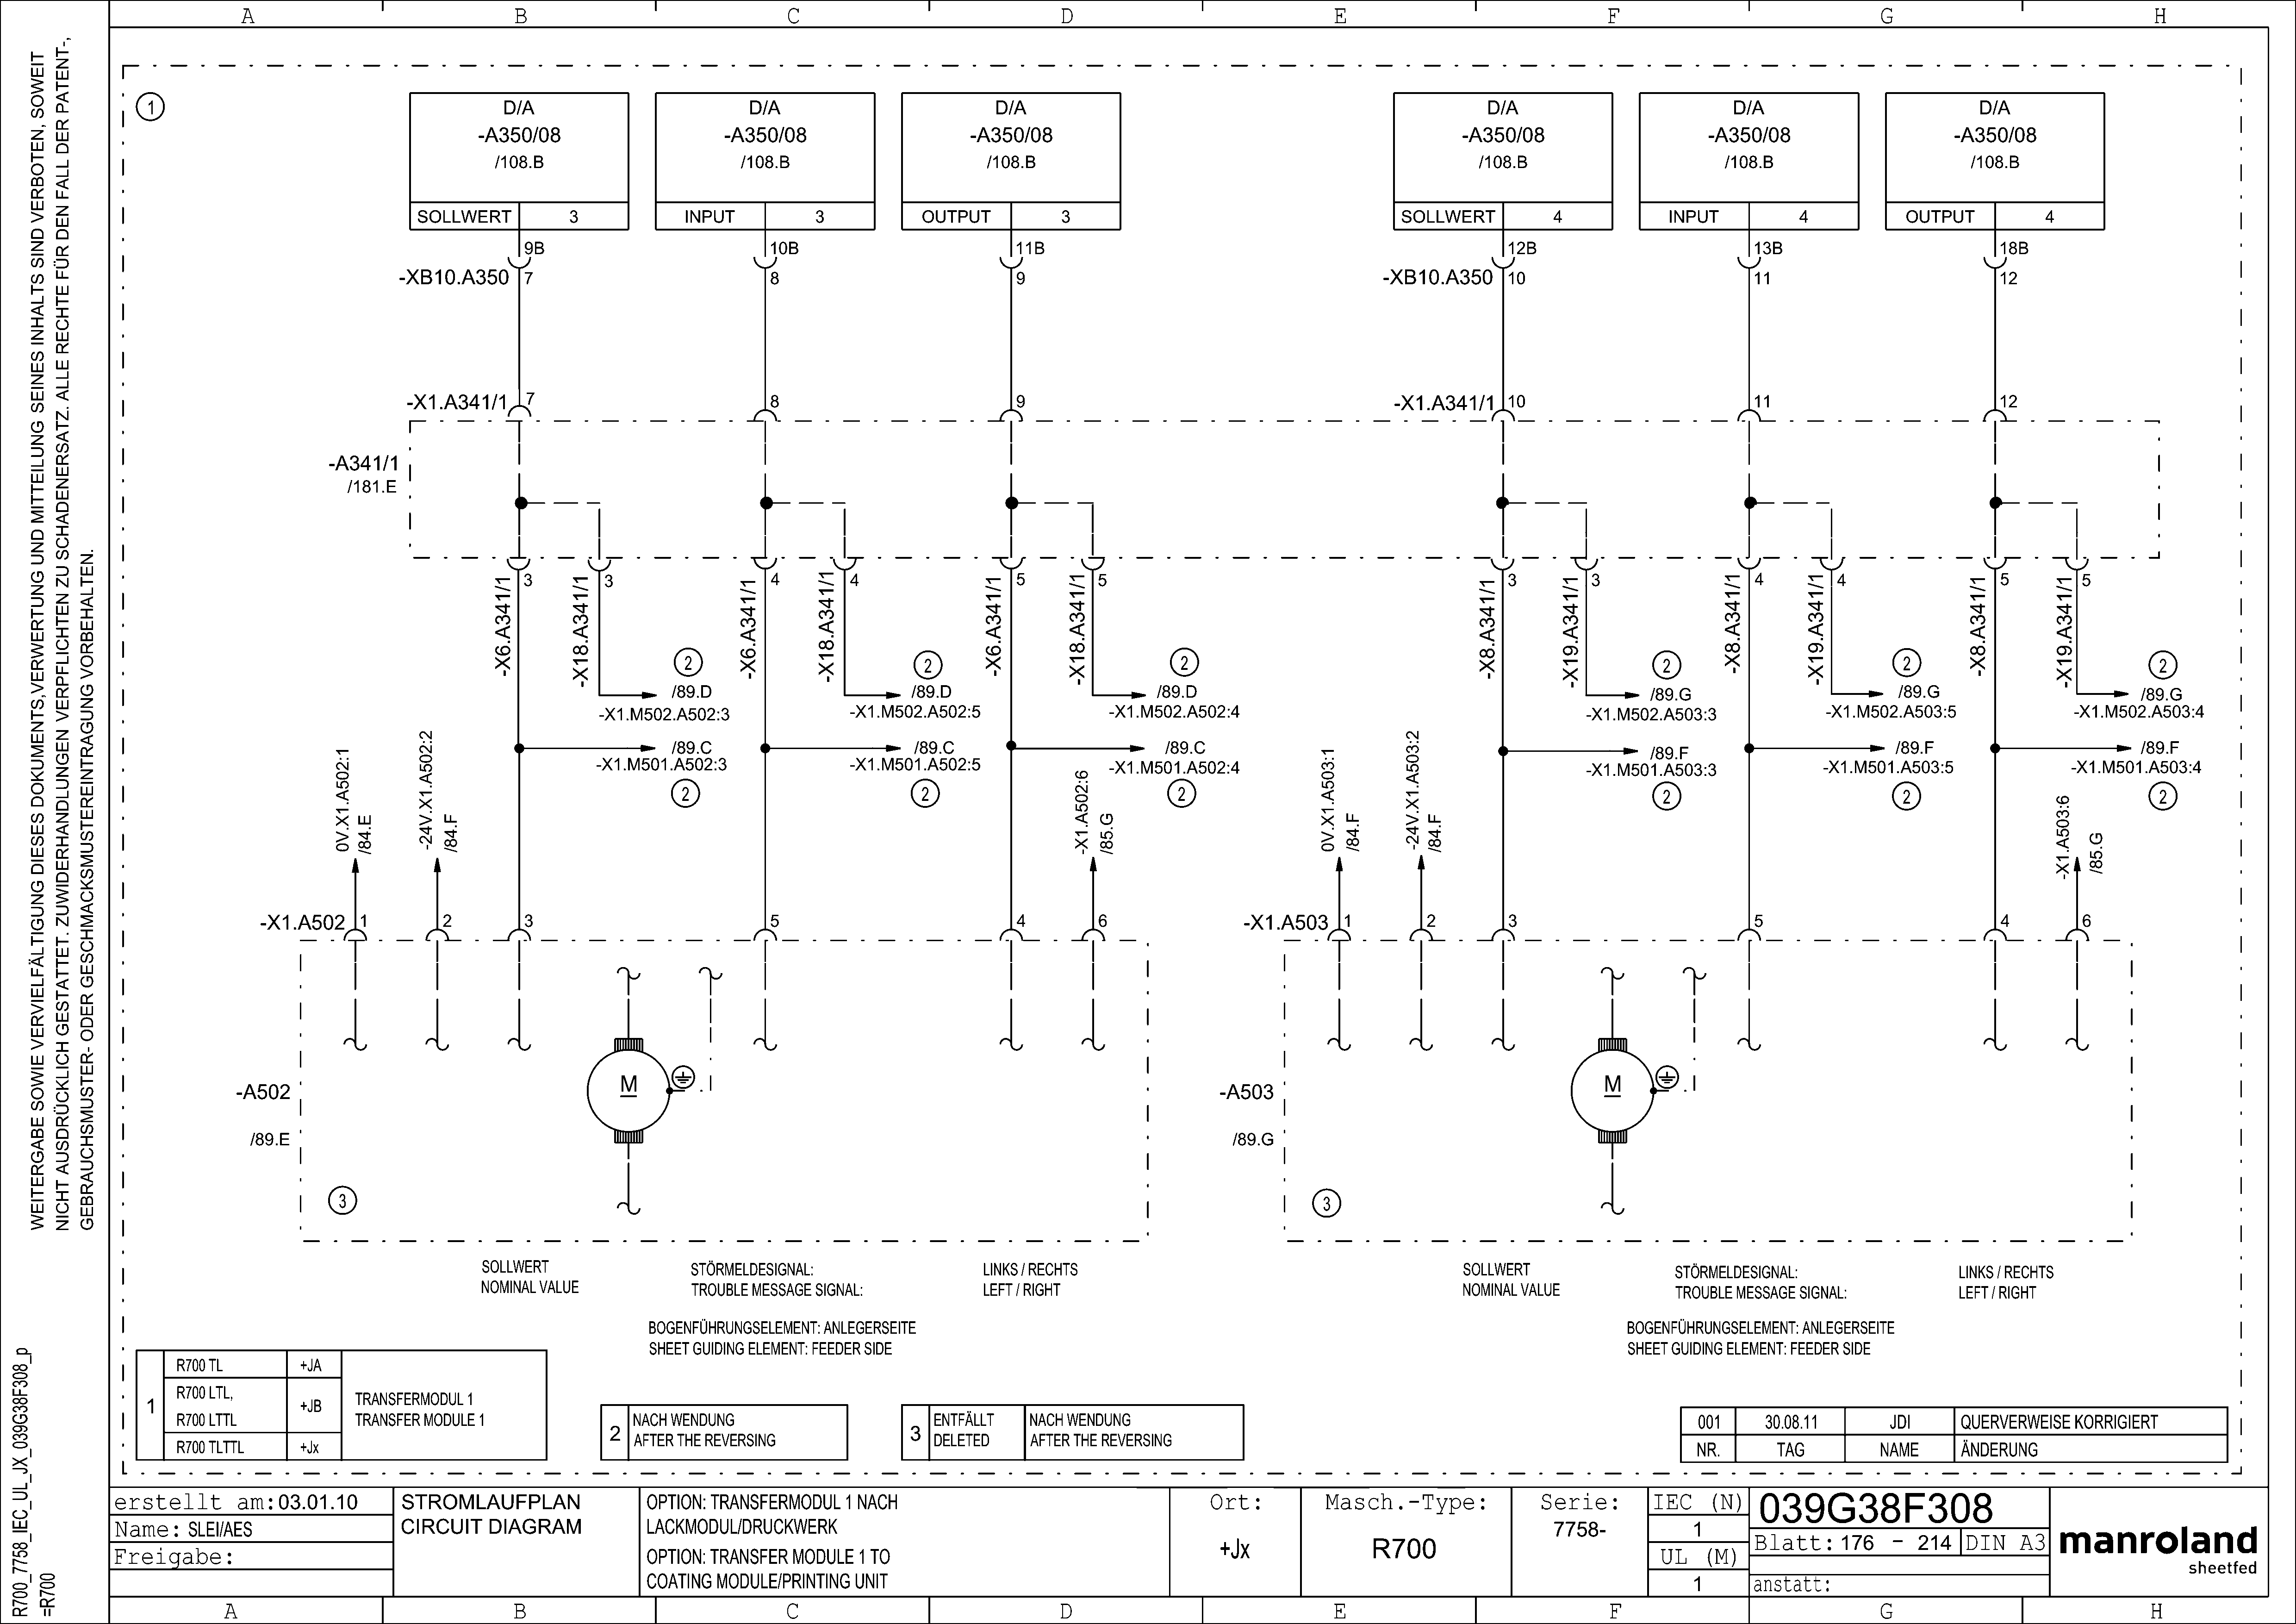 A B C D E F G H
WEITERGABE SOWIE VERVIELFÄLTIGUNG DIESES DOKUMENTS,VERWERTUNG UND MITTEILUNG SEINES INHALTS SIND VERBOTEN, SOWEIT
NICHT AUSDRÜCKLICH GESTATTET. ZUWIDERHANDLUNGEN VERPFLICHTEN ZU SCHADENERSATZ. ALLE RECHTE FÜR DEN FALL DER PATENT-,
GEBRAUCHSMUSTER- ODER GESCHMACKSMUSTEREINTRAGUNG VORBEHALTEN.
R700_7758_IEC_UL_JX_039G38F308_p
=R700
1
D/A D/A D/A D/A D/A D/A
-A350/08 -A350/08 -A350/08 -A350/08 -A350/08 -A350/08
/108.B /108.B /108.B /108.B /108.B /108.B
SOLLWERT 3 INPUT 3 OUTPUT 3 SOLLWERT 4 INPUT 4 OUTPUT 4
9B 10B 11B 12B 13B 18B
-XB10.A350 7 8 9 -XB10.A350 10 11 12
-X1.A341/1 7 8 9 -X1.A341/1 10 11 12
-A341/1
/181.E
3 3 4 4 5 5 3 3 4 4 5 5
-X6.A341/1 -X18.A341/1 -X6.A341/1 -X18.A341/1 -X6.A341/1 -X18.A341/1 -X8.A341/1 -X19.A341/1 -X8.A341/1 -X19.A341/1 -X8.A341/1 -X19.A341/1
2 2 2 2 2 2
/89.D /89.D /89.D /89.G /89.G /89.G
-X1.M502.A502:3 -X1.M502.A502:5 -X1.M502.A502:4 -X1.M502.A503:3 -X1.M502.A503:5 -X1.M502.A503:4
/89.C /89.C /89.C /89.F /89.F /89.F
-X1.M501.A502:3 -X1.M501.A502:5 -X1.M501.A502:4 -X1.M501.A503:3 -X1.M501.A503:5 -X1.M501.A503:4
2 2 2 2 2 2
0V.X1.A502:1
/84.E
-24V.X1.A502:2
/84.F
-X1.A502:6
/85.G
0V.X1.A503:1
/84.F
-24V.X1.A503:2
/84.F
-X1.A503:6
/85.G
-X1.A502 1 2 3 5 4 6 -X1.A503 1 2 3 5 4 6
M M
-A502 -A503
/89.E /89.G
3 3
SOLLWERT STÖRMELDESIGNAL: LINKS / RECHTS SOLLWERT STÖRMELDESIGNAL: LINKS / RECHTS
NOMINAL VALUE TROUBLE MESSAGE SIGNAL: LEFT / RIGHT NOMINAL VALUE TROUBLE MESSAGE SIGNAL: LEFT / RIGHT
BOGENFÜHRUNGSELEMENT: ANLEGERSEITE BOGENFÜHRUNGSELEMENT: ANLEGERSEITE
SHEET GUIDING ELEMENT: FEEDER SIDE SHEET GUIDING ELEMENT: FEEDER SIDE
1
R700 TL +JA
R700 LTL,
R700 LTTL +JB
R700 TLTTL +Jx
TRANSFERMODUL 1
TRANSFER MODULE 1
2 NACH WENDUNG
AFTER THE REVERSING
3 ENTFÄLLT NACH WENDUNG
DELETED AFTER THE REVERSING
001 30.08.11 JDI QUERVERWEISE KORRIGIERT
NR. TAG NAME ÄNDERUNG
erstellt am:03.01.10
Name: SLEI/AES
Freigabe:
STROMLAUFPLAN
CIRCUIT DIAGRAM
OPTION: TRANSFERMODUL 1 NACH
LACKMODUL/DRUCKWERK
OPTION: TRANSFER MODULE 1 TO
COATING MODULE/PRINTING UNIT
Ort:
+Jx
Masch.-Type:
R700
Serie:
7758-
IEC (N)
1
UL (M)
1
039G38F308
Blatt: 176 - 214 DIN A3
anstatt:
manroland
sheetfed
A B C D E F G H